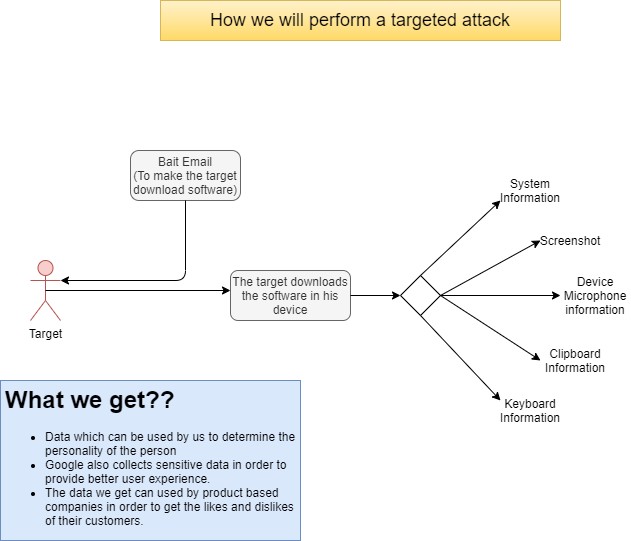 How we will perform a targeted attack
Bait Email
(To make the target
download software)
System
Information
Screenshot
Target
The target downloads
the software in his
device
Device
Microphone
information
Clipboard
Information
Keyboard
Information
What we get??
• Data which can be used by us to determine the
personality of the person
• Google also collects sensitive data in order to
provide better user experience.
• The data we get can used by product based
companies in order to get the likes and dislikes
of their customers.